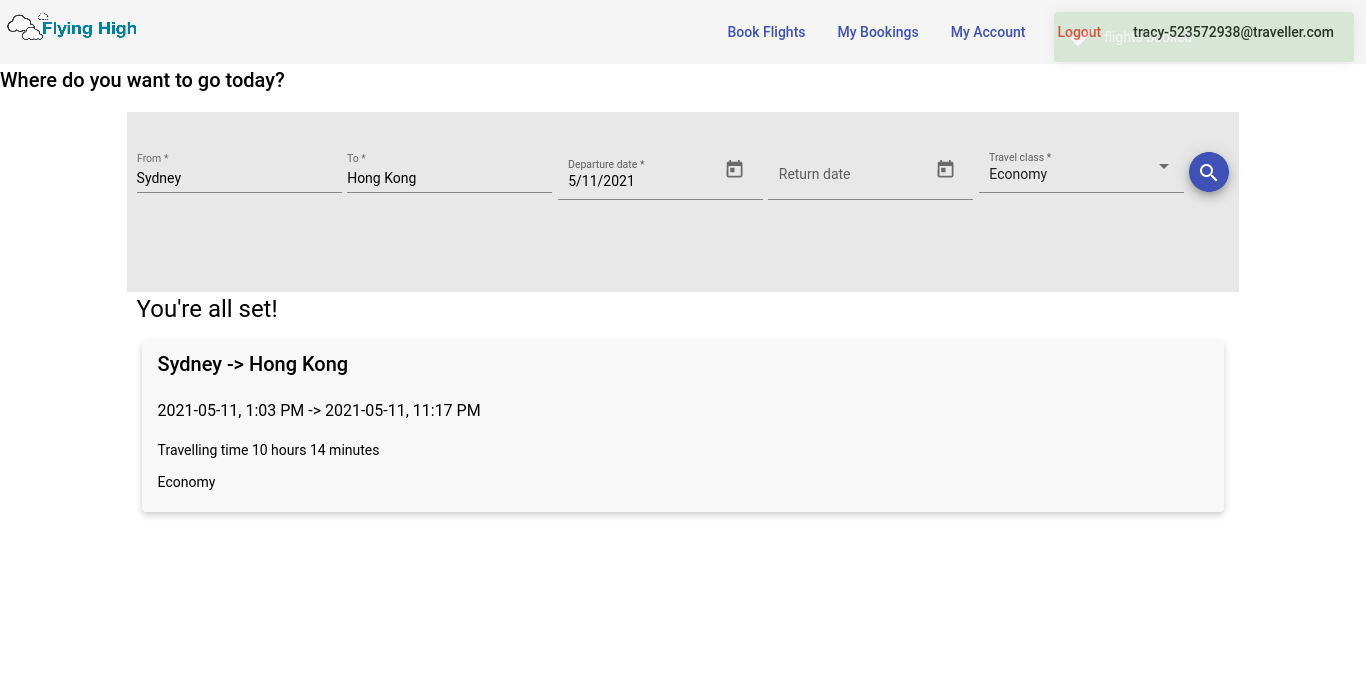 Flying High
Book Flights My Bookings My Account Logout tracy-523572938@traveller.com
flights booked
Where do you want to go today?
From * To * Departure date * Return date Travel class *
Sydney Hong Kong 5/11/2021 Economy
You're all set!
Sydney -> Hong Kong
2021-05-11, 1:03 PM -> 2021-05-11, 11:17 PM
Travelling time 10 hours 14 minutes
Economy